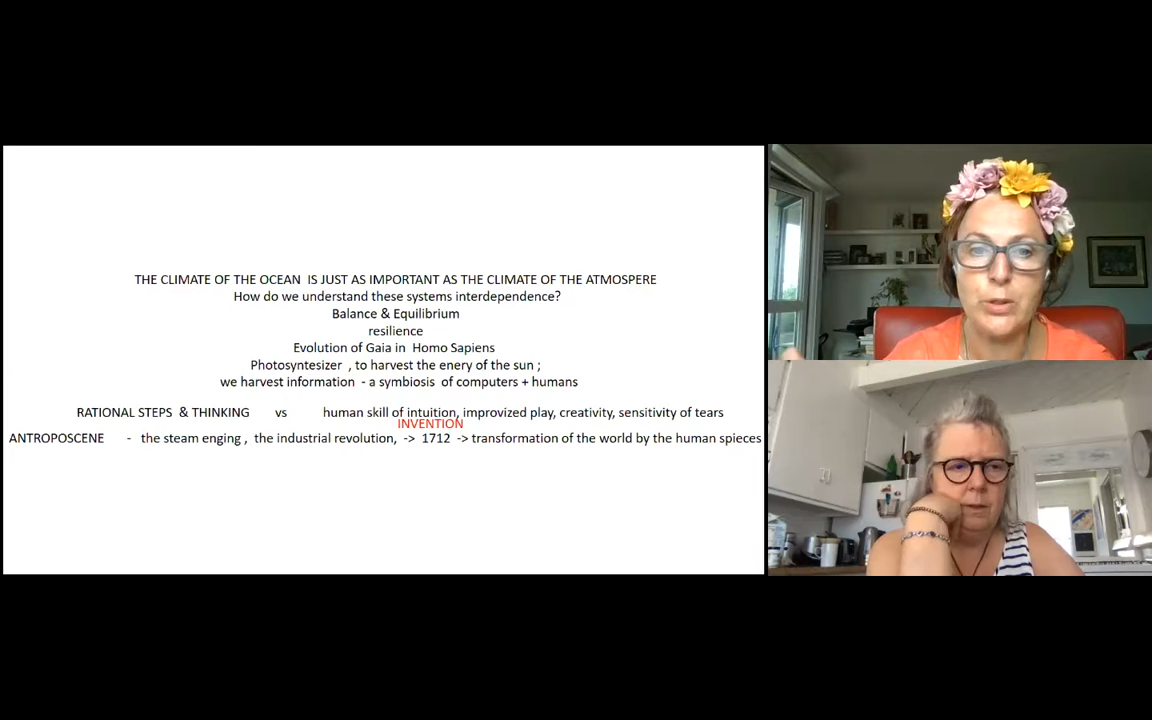 THE CLIMATE OF THE OCEAN IS JUST AS IMPORTANT AS THE CLIMATE OF THE ATMOSPERE
How do we understand these systems interdependence?
Balance & Equilibrium
resilience
Evolution of Gaia in Homo Sapiens
Photosyntesizer , to harvest the enery of the sun ;
we harvest information - a symbiosis of computers + humans
RATIONAL STEPS & THINKING vs human skill of intuition, improvized play, creativity, sensitivity of tears
INVENTION
ANTROPOSCENE - the steam enging , the industrial revolution, -> 1712 -> transformation of the world by the human spieces